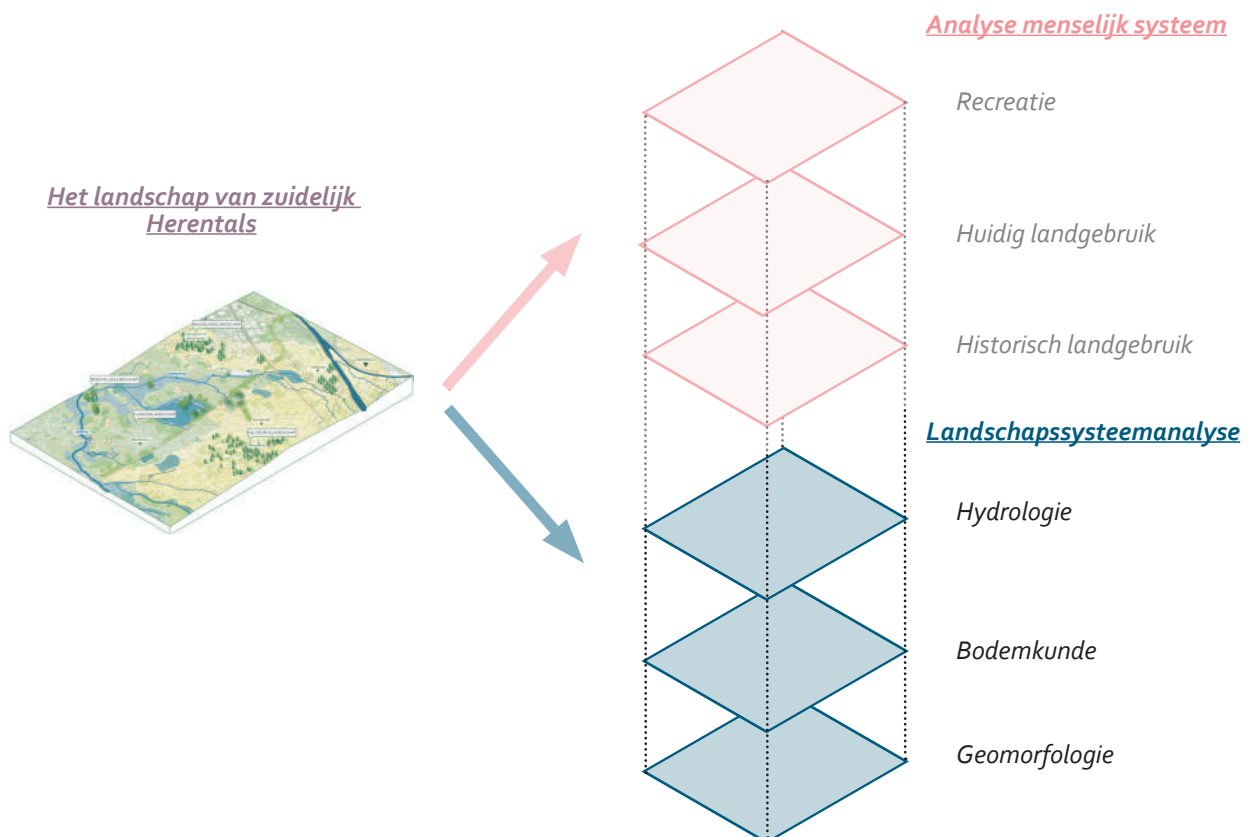 Het landschap van zuidelijk
Herentals
Analyse menselijk systeem
Recreatie
Huidig landgebruik
Historisch landgebruik
Landschapssysteemanalyse
Hydrologie
Bodemkunde
Geomorfologie